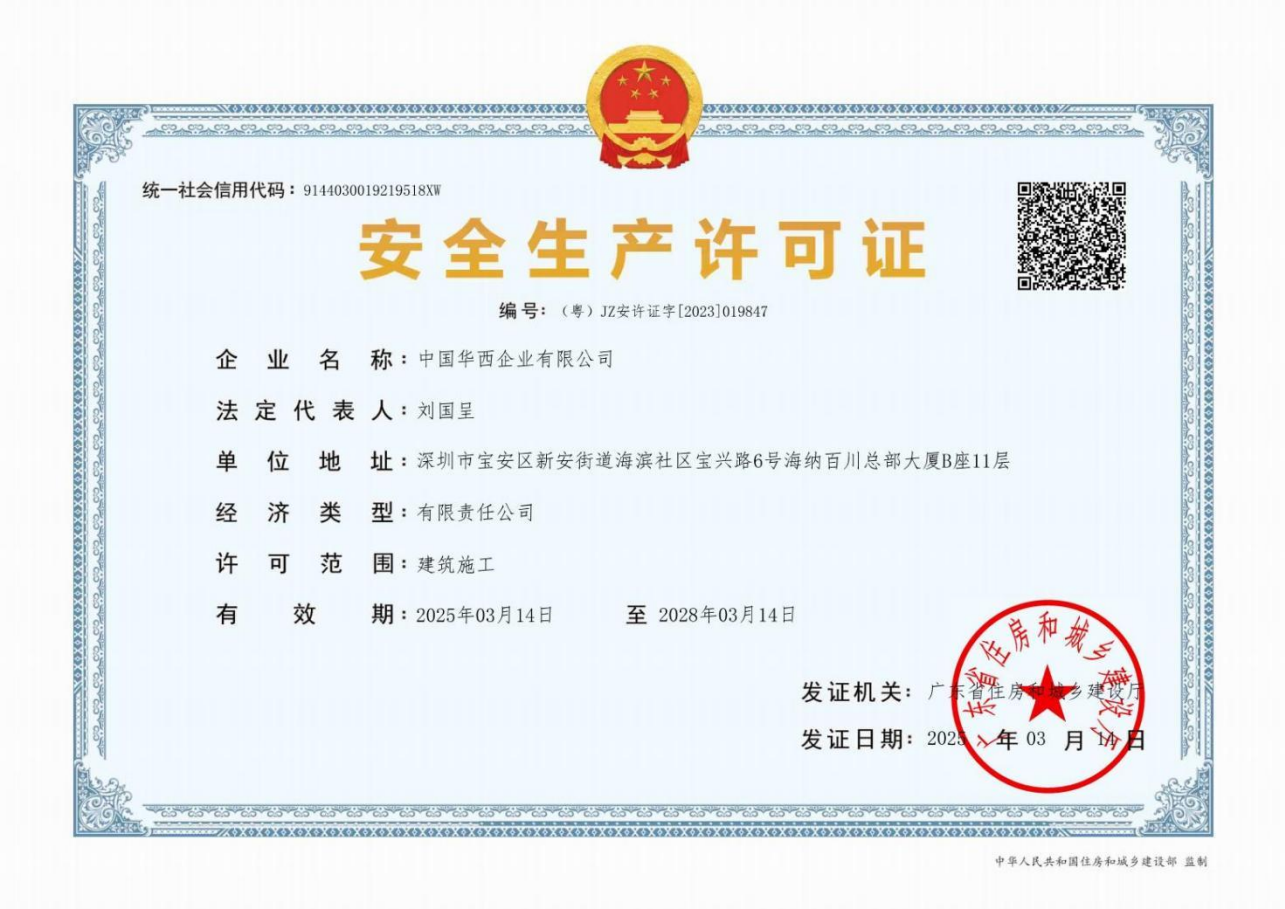 统一社会信用代码：9144030019219518XW
安全生产许可证
编号：（粤）JZ安许证字[2023]019847
企业名称：中国华西企业有限公司
法定代表人：刘国呈
单位地址：深圳市宝安区新安街道海滨社区宝兴路6号海纳百川总部大厦B座11层
经济类型：有限责任公司
许可范围：建筑施工
有效期：2025年03月14日 至 2028年03月14日
广东省住房和城乡建设厅
发证机关：广东省住房和城乡建设厅
发证日期：2025 年 03 月 14 日
中华人民共和国住房和城乡建设部 监制